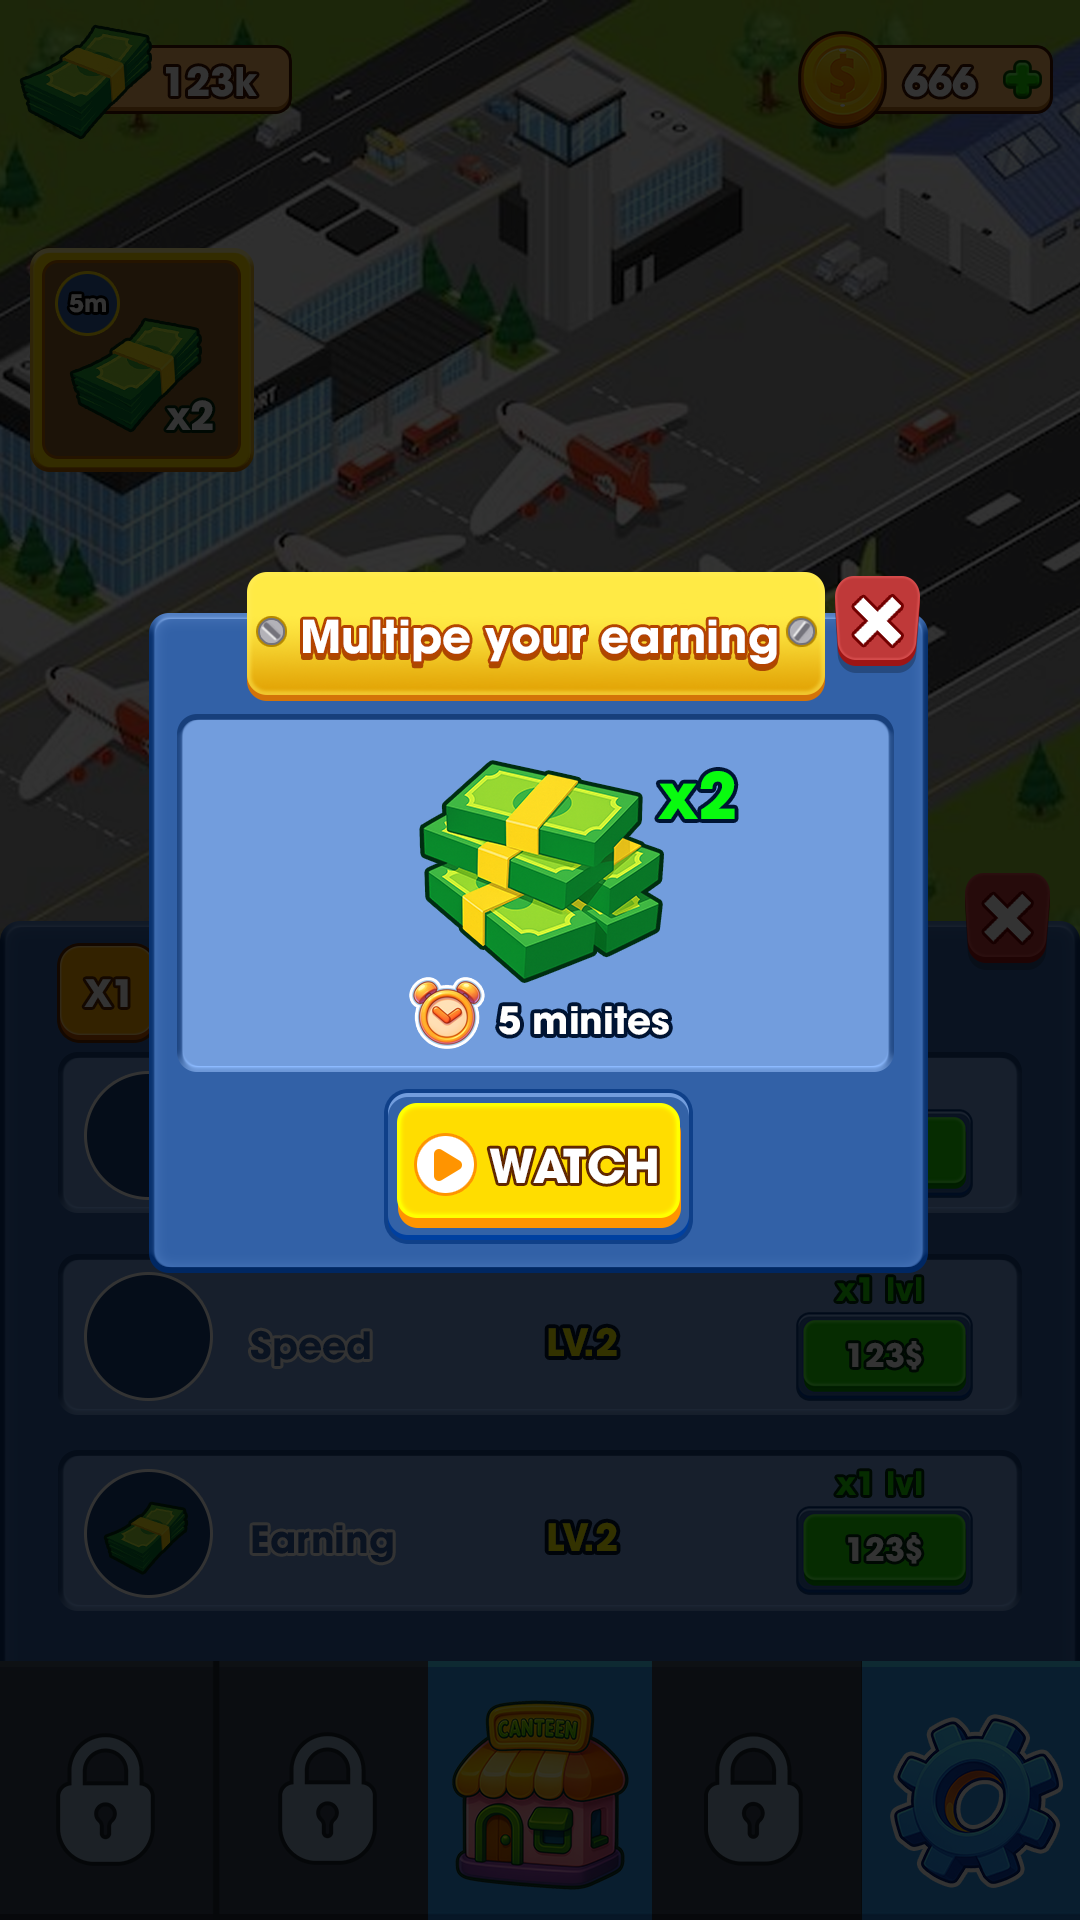 123k
666
5m
x2
Multipe your earning
x2
5 minites
X1
WATCH
x1 lvl
Speed
LV.2
123$
x1 lvl
Earning
LV.2
123$
CANTEEN